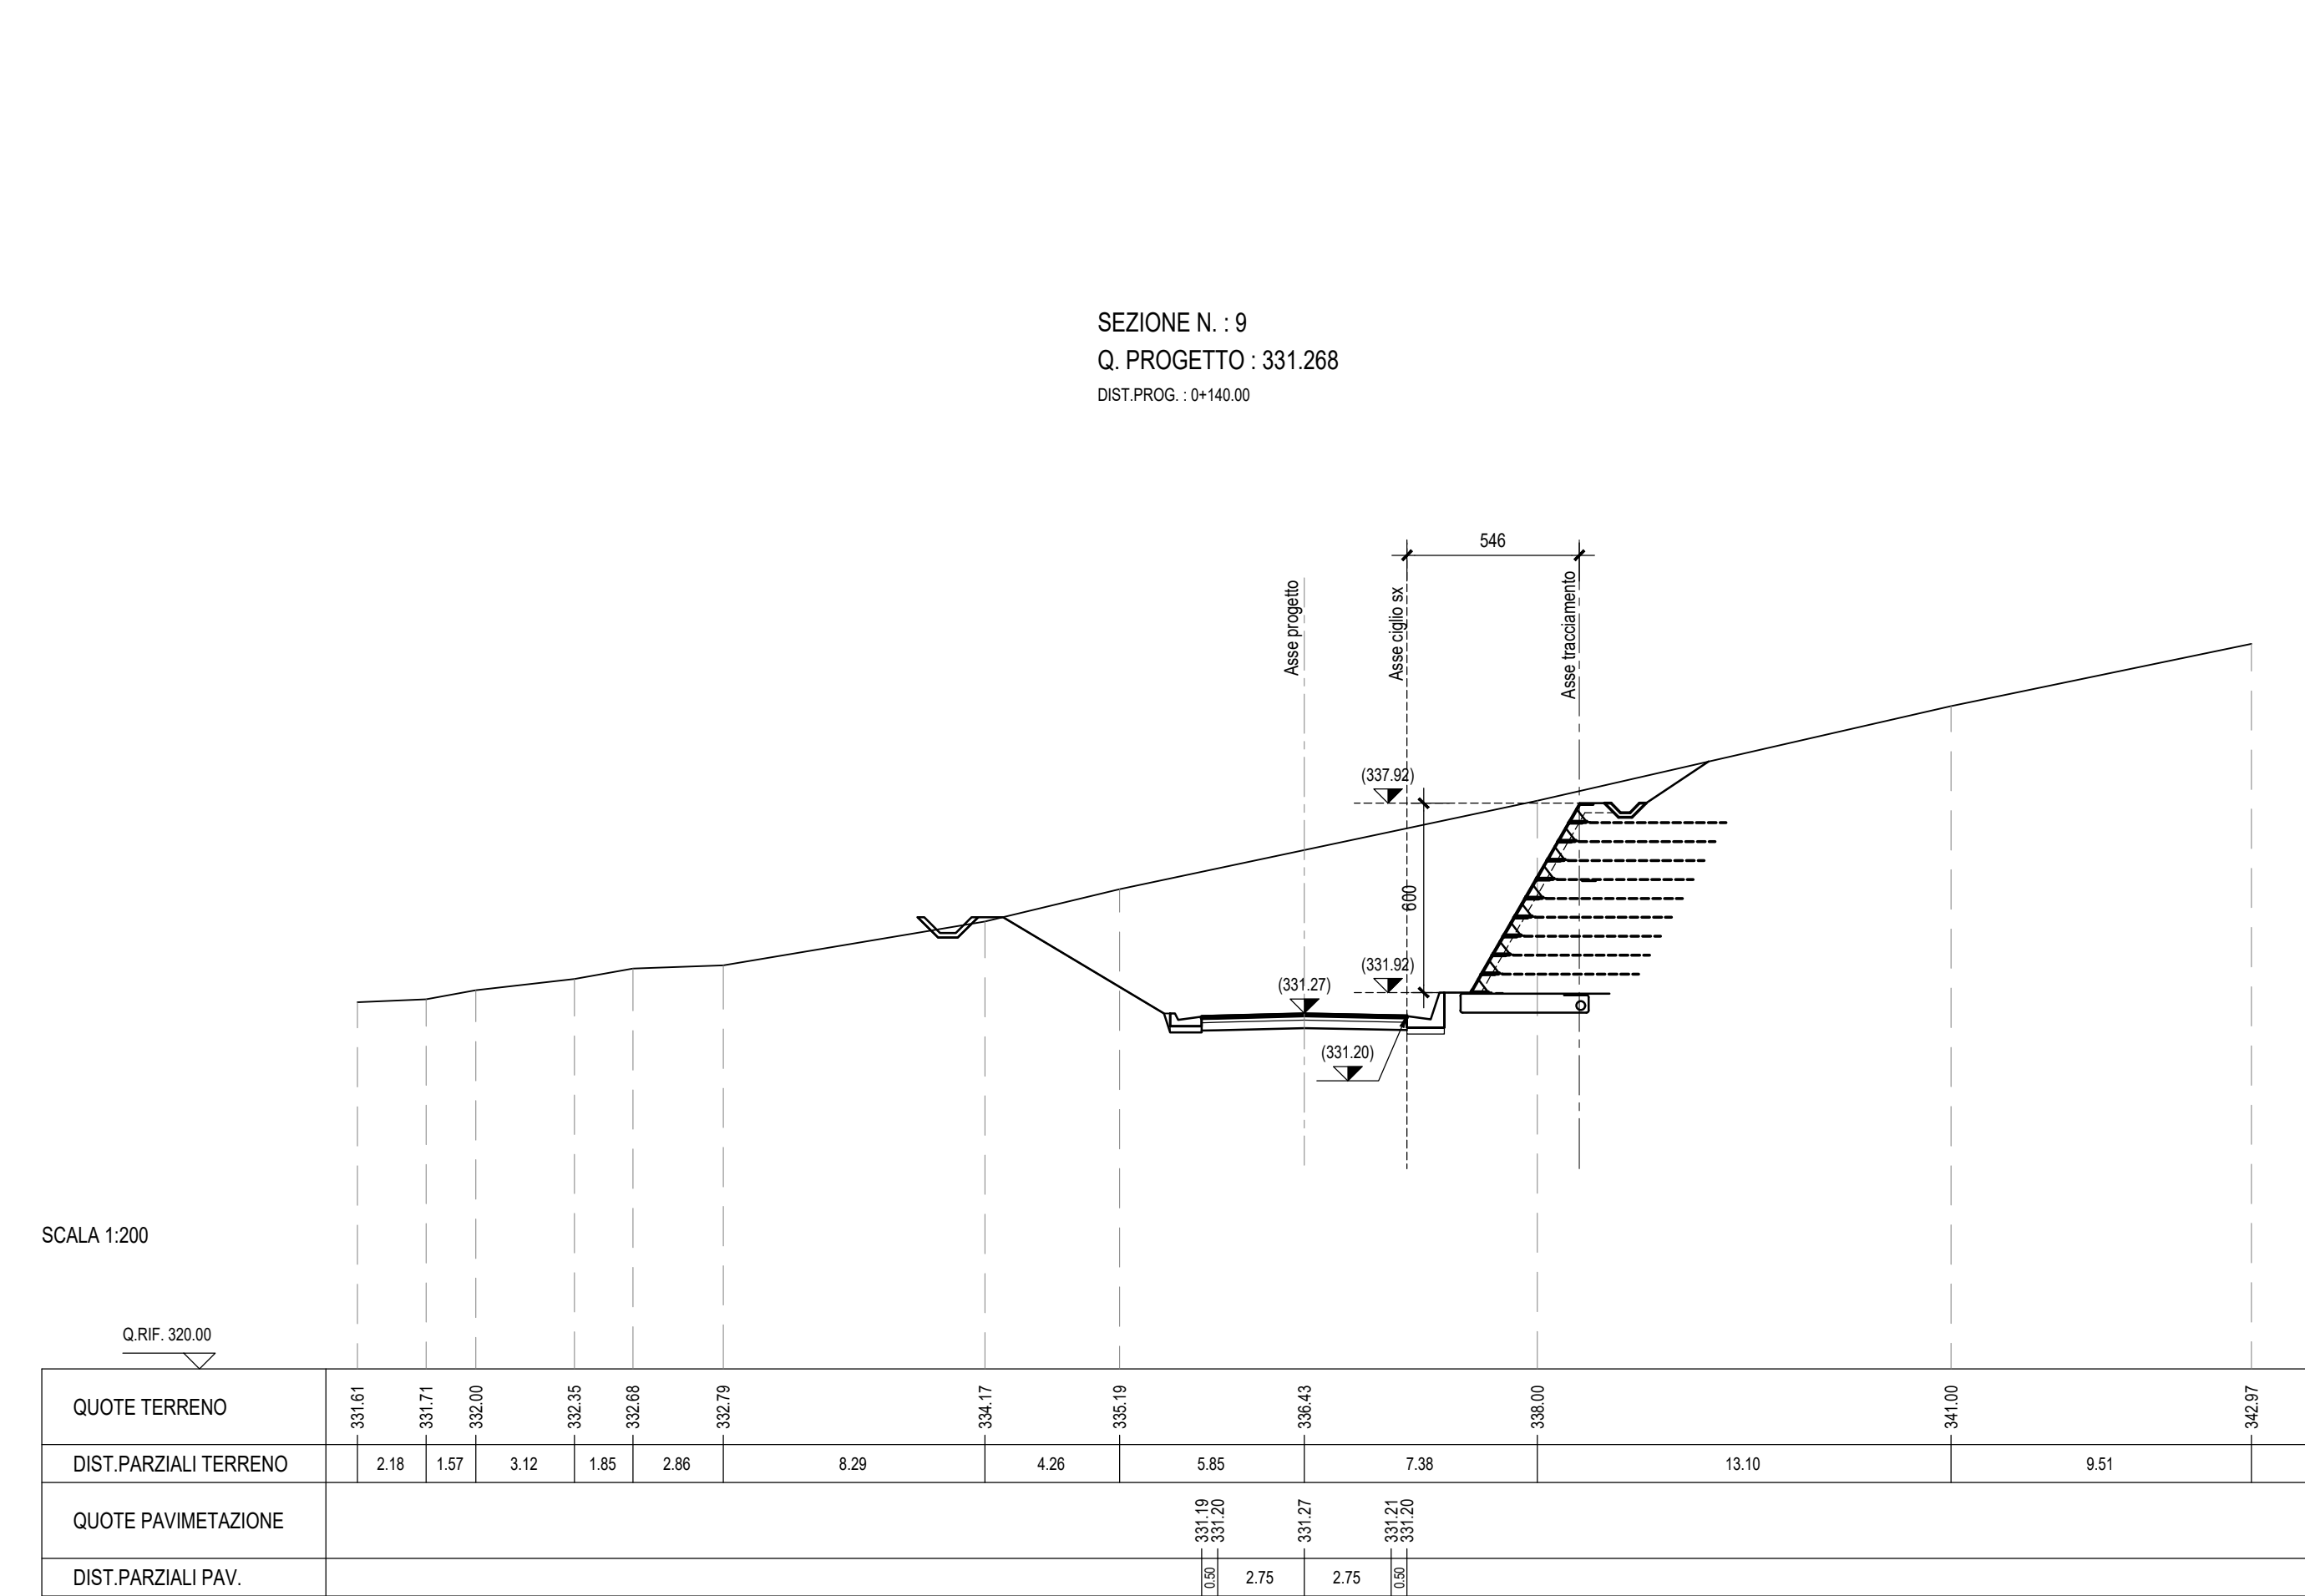 SEZIONE N. : 9
Q. PROGETTO : 331.268
DIST.PROG. : 0+140.00
546
Asse progetto
Asse ciglio sx
Asse tracciamento
(337.92)
600
(331.92)
(331.27)
(331.20)
SCALA 1:200
Q.RIF. 320.00
QUOTE TERRENO 331.61 331.71 332.00 332.35 332.68 332.79 334.17 335.19 336.43 338.00 341.00 342.97
DIST.PARZIALI TERRENO 2.18 1.57 3.12 1.85 2.86 8.29 4.26 5.85 7.38 13.10 9.51
QUOTE PAVIMETAZIONE 331.19 331.20 331.27 331.21 331.20
DIST.PARZIALI PAV. 0.50 2.75 2.75 0.50